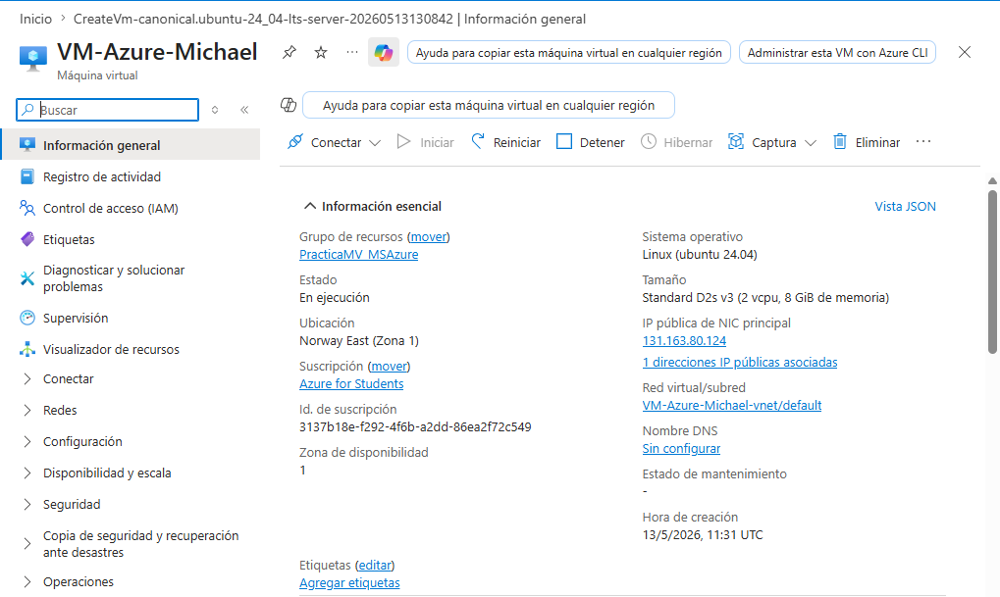 Inicio > CreateVm-canonical.ubuntu-24_04-lts-server-20260513130842 | Información general
VM-Azure-Michael
Máquina virtual
Ayuda para copiar esta máquina virtual en cualquier región
Administrar esta VM con Azure CLI
Buscar
Ayuda para copiar esta máquina virtual en cualquier región
Conectar
Iniciar
Reiniciar
Detener
Hibernar
Captura
Eliminar
Información general
Registro de actividad
Control de acceso (IAM)
Etiquetas
Diagnosticar y solucionar
problemas
Supervisión
Visualizador de recursos
Conectar
Redes
Configuración
Disponibilidad y escala
Seguridad
Copia de seguridad y recuperación
ante desastres
Operaciones
Información esencial
Vista JSON
Grupo de recursos (mover)
PracticaMV_MSAzure
Estado
En ejecución
Ubicación
Norway East (Zona 1)
Suscripción (mover)
Azure for Students
Id. de suscripción
3137b18e-f292-4f6b-a2dd-86ea2f72c549
Zona de disponibilidad
1
Sistema operativo
Linux (ubuntu 24.04)
Tamaño
Standard D2s v3 (2 vcpu, 8 GiB de memoria)
IP pública de NIC principal
131.163.80.124
1 direcciones IP públicas asociadas
Red virtual/subred
VM-Azure-Michael-vnet/default
Nombre DNS
Sin configurar
Estado de mantenimiento
-
Hora de creación
13/5/2026, 11:31 UTC
Etiquetas (editar)
Agregar etiquetas